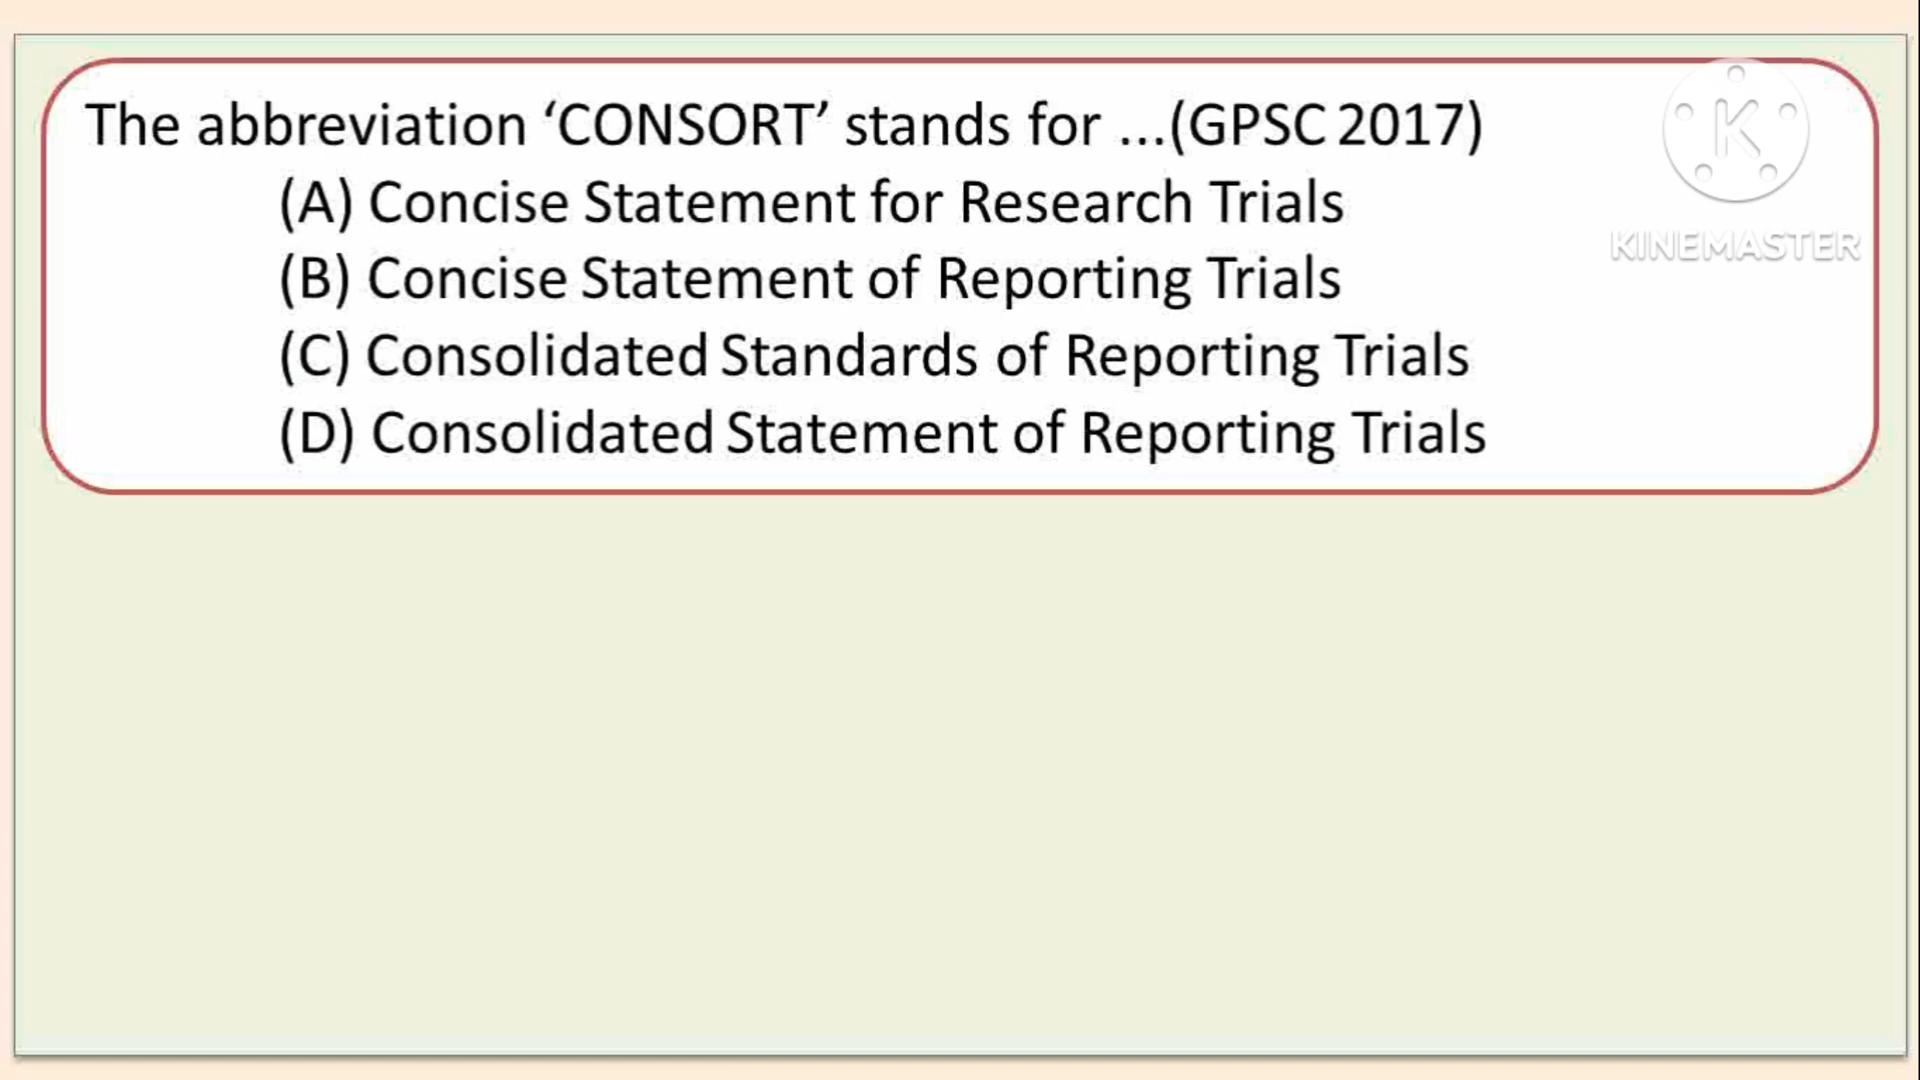 The abbreviation ‘CONSORT’ stands for ...(GPSC 2017)
(A) Concise Statement for Research Trials
(B) Concise Statement of Reporting Trials
(C) Consolidated Standards of Reporting Trials
(D) Consolidated Statement of Reporting Trials
K
KINEMASTER